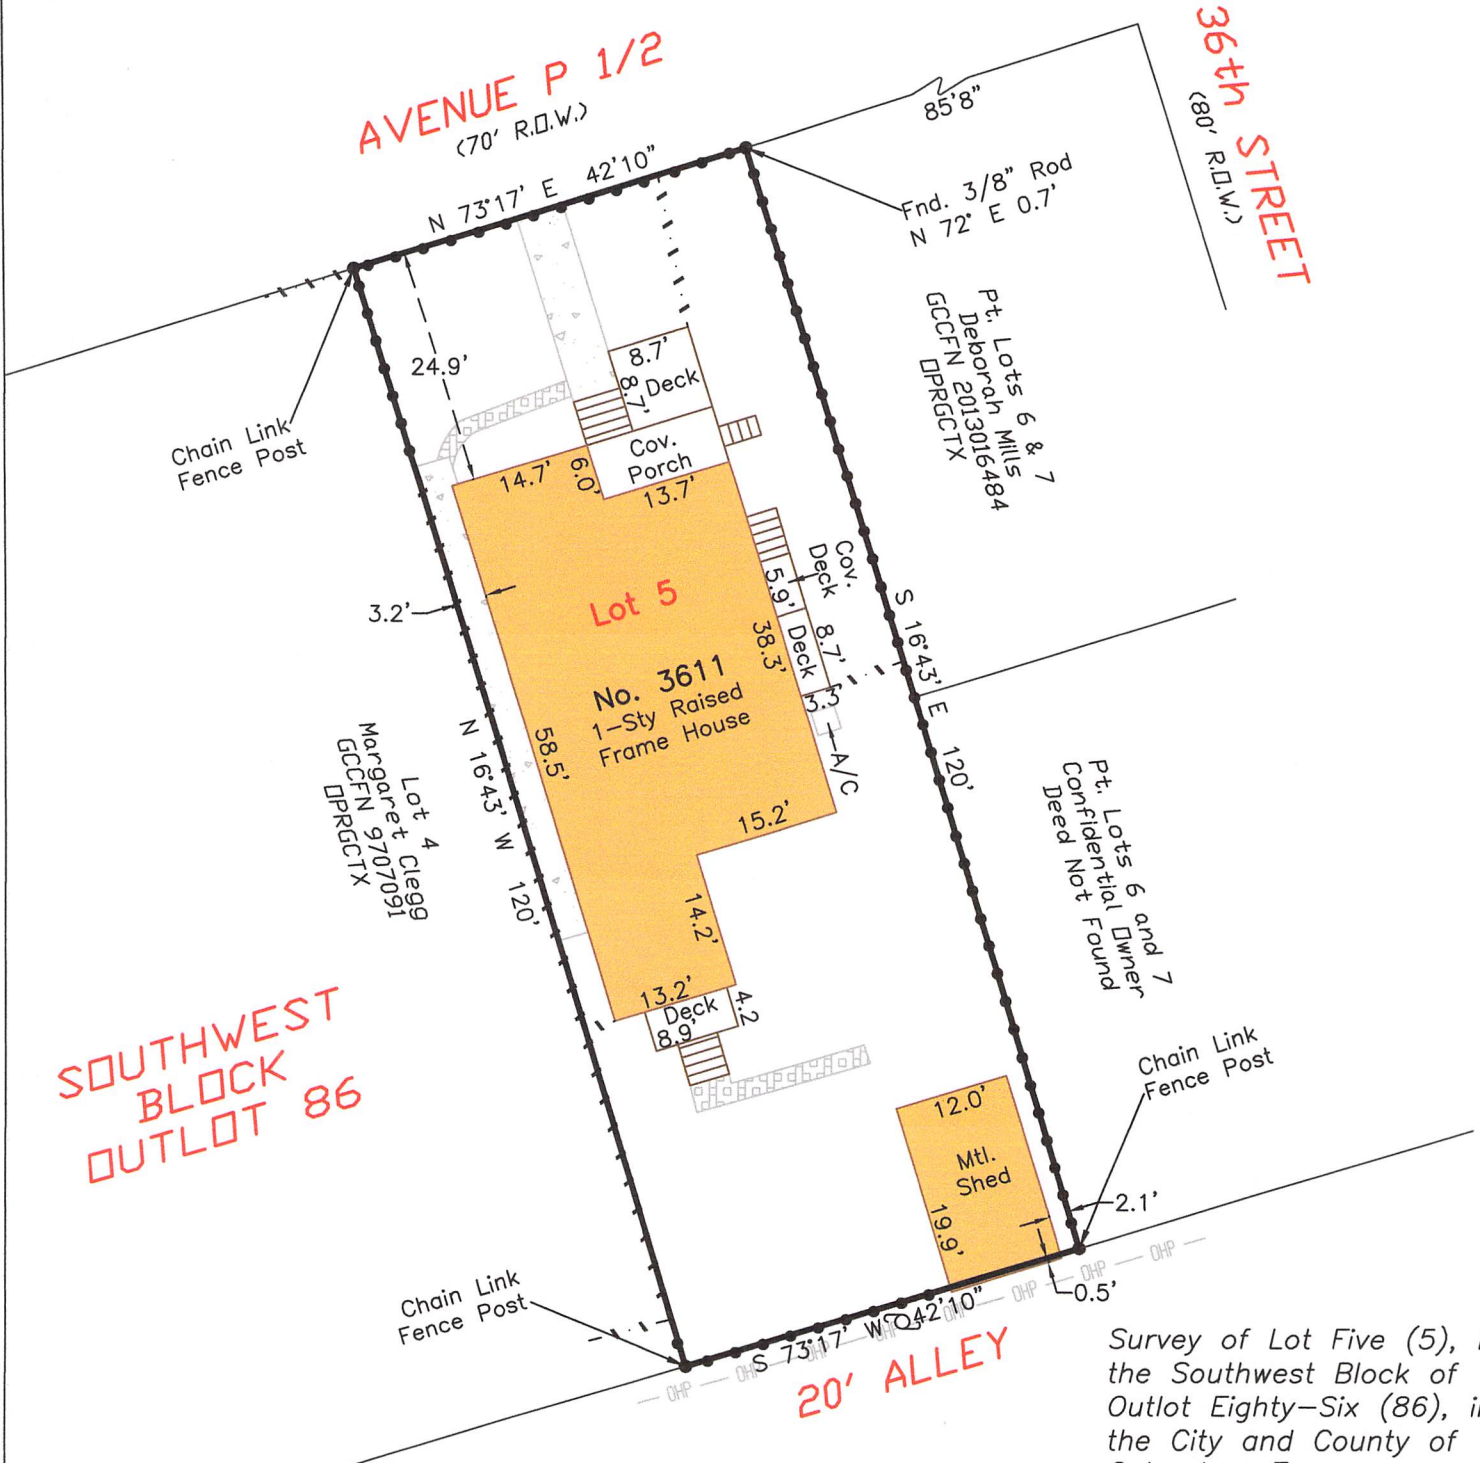 AVENUE P 1/2
(70' R.O.W.)
36th STREET
(80' R.O.W.)
85'8"
N 73°17' E 42'10"
Fnd. 3/8" Rod
N 72° E 0.7'
Chain Link
Fence Post
24.9'
8.7'
8.7'
Deck
Cov.
Porch
14.7'
6.0'
13.7'
Pt. Lots 6 & 7
Deborah Mills
GCCFN 2013016484
OPRGCTX
3.2'
Lot 5
No. 3611
1-Sty Raised
Frame House
Cov.
Deck
5.9'
Deck
8.7'
38.3'
3.3'
A/C
S 16°43' E 120'
58.5'
N 16°43' W 120'
Lot 4
Margaret Clegg
GCCFN 9707091
OPRGCTX
15.2'
14.2'
Pt. Lots 6 and 7
Confidential Owner
Deed Not Found
13.2'
Deck
8.9'
4.2
SOUTHWEST
BLOCK
OUTLOT 86
Chain Link
Fence Post
12.0'
Mtl.
Shed
19.9'
2.1'
0.5'
Chain Link
Fence Post
S 73°17' W 42'10"
OHP OHP OHP OHP OHP OHP OHP
20' ALLEY
Survey of Lot Five (5),
the Southwest Block of
Outlot Eighty-Six (86), in
the City and County of